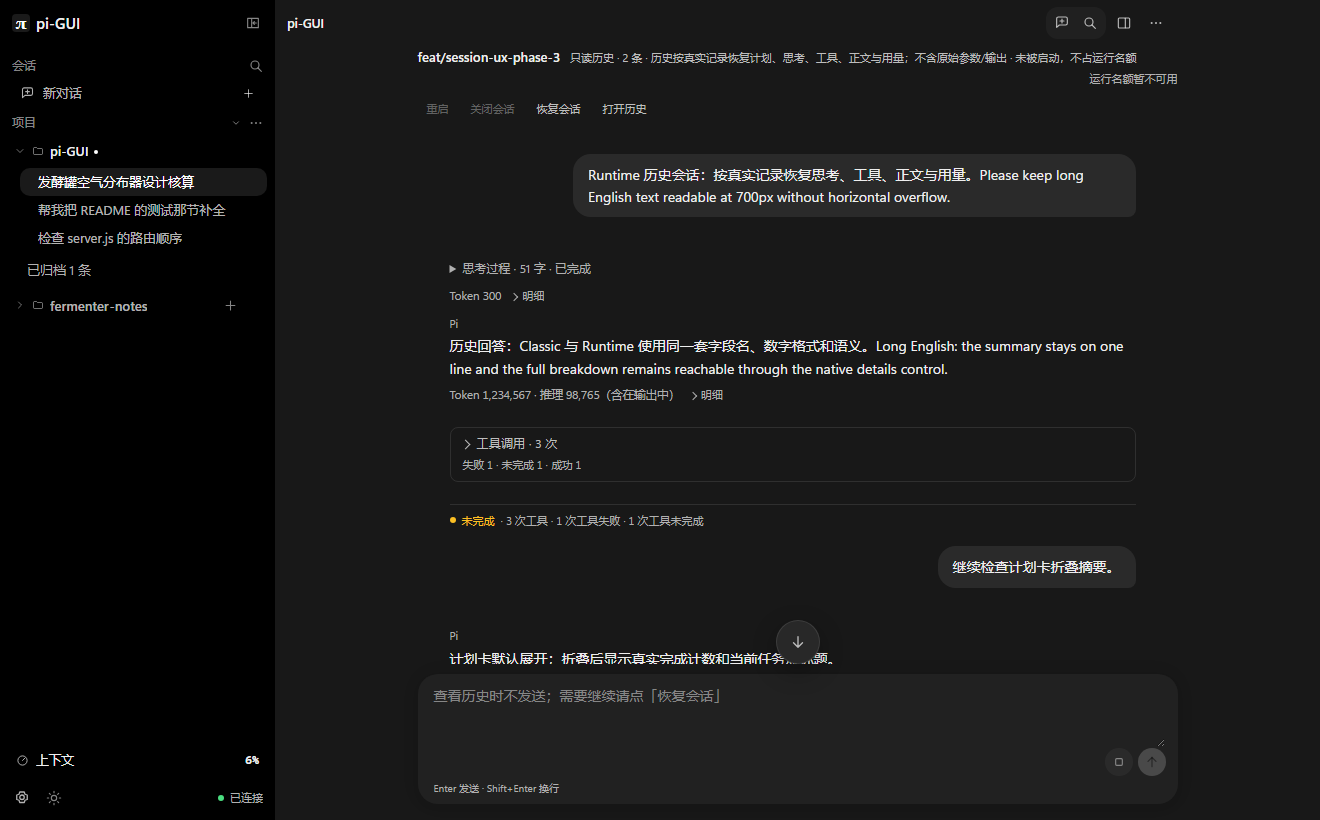 π pi-GUI
会话
新对话
项目
pi-GUI
发酵罐空气分布器设计核算
帮我把 README 的测试那节补全
检查 server.js 的路由顺序
已归档 1 条
fermenter-notes
上下文 6%
已连接
pi-GUI
feat/session-ux-phase-3 只读历史 · 2 条 · 历史按真实记录恢复计划、思考、工具、正文与用量；不含原始参数/输出 · 未被启动，不占运行名额
运行名额暂不可用
重启 关闭会话 恢复会话 打开历史
Runtime 历史会话：按真实记录恢复思考、工具、正文与用量。Please keep long
English text readable at 700px without horizontal overflow.
思考过程 · 51 字 · 已完成
Token 300 明细
Pi
历史回答：Classic 与 Runtime 使用同一套字段名、数字格式和语义。Long English: the summary stays on one
line and the full breakdown remains reachable through the native details control.
Token 1,234,567 · 推理 98,765（含在输出中） 明细
工具调用 · 3 次
失败 1 · 未完成 1 · 成功 1
未完成 · 3 次工具 · 1 次工具失败 · 1 次工具未完成
继续检查计划卡折叠摘要。
Pi
计划卡默认展开：折叠后显示真实完成计数和当前任务题。
查看历史时不发送；需要继续请点「恢复会话」
Enter 发送 · Shift+Enter 换行